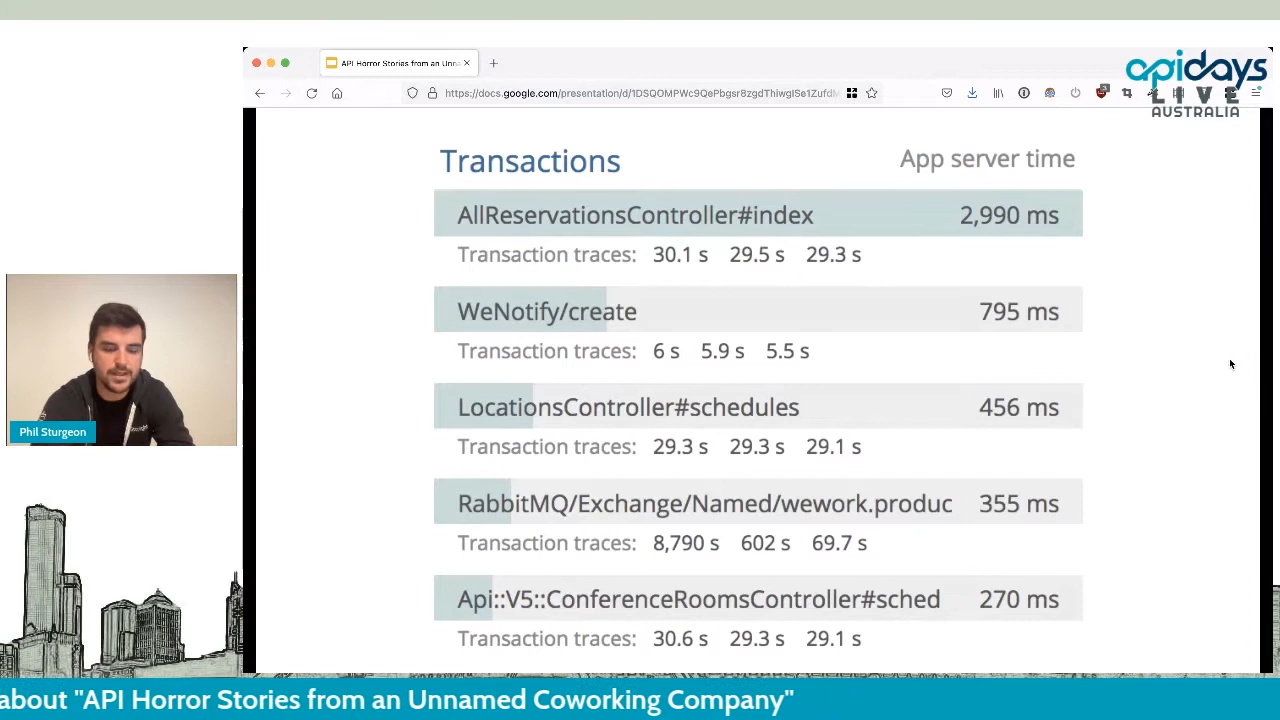 API Horror Stories from an Unna
https://docs.google.com/presentation/d/1DSQOMPWc9QePbgsr8zgdThiwglSe1Zufd
apidays
LIVE
AUSTRALIA
Transactions App server time
AllReservationsController#index 2,990 ms
Transaction traces: 30.1 s 29.5 s 29.3 s
WeNotify/create 795 ms
Transaction traces: 6 s 5.9 s 5.5 s
LocationsController#schedules 456 ms
Transaction traces: 29.3 s 29.3 s 29.1 s
RabbitMQ/Exchange/Named/wework.produc 355 ms
Transaction traces: 8,790 s 602 s 69.7 s
Api::V5::ConferenceRoomsController#sched 270 ms
Transaction traces: 30.6 s 29.3 s 29.1 s
Phil Sturgeon
about "API Horror Stories from an Unnamed Coworking Company"